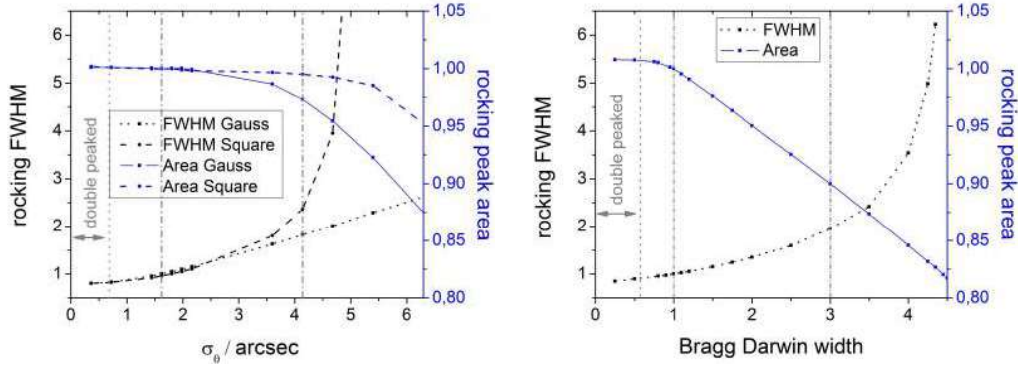 6
5
4
3
2
1
rocking FWHM
double peaked
FWHM Gauss
FWHM Square
Area Gauss
Area Square
1,05
1,00
0,95
0,90
0,85
0,80
rocking peak area
0 1 2 3 4 5 6
σθ / arcsec
6
5
4
3
2
1
rocking FWHM
double peaked
FWHM
Area
1,05
1,00
0,95
0,90
0,85
0,80
rocking peak area
0 1 2 3 4
Bragg Darwin width